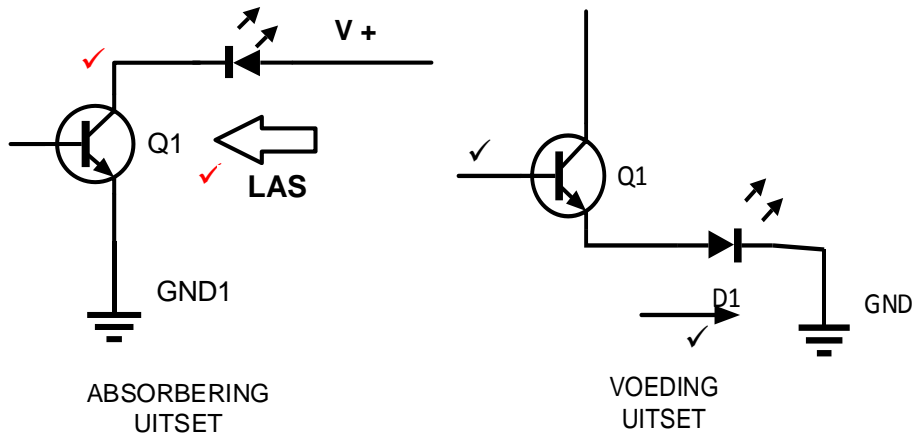 V +
Q1
LAS
GND1
ABSORBERING
UITSET
Q1
D1
GND
VOEDING
UITSET